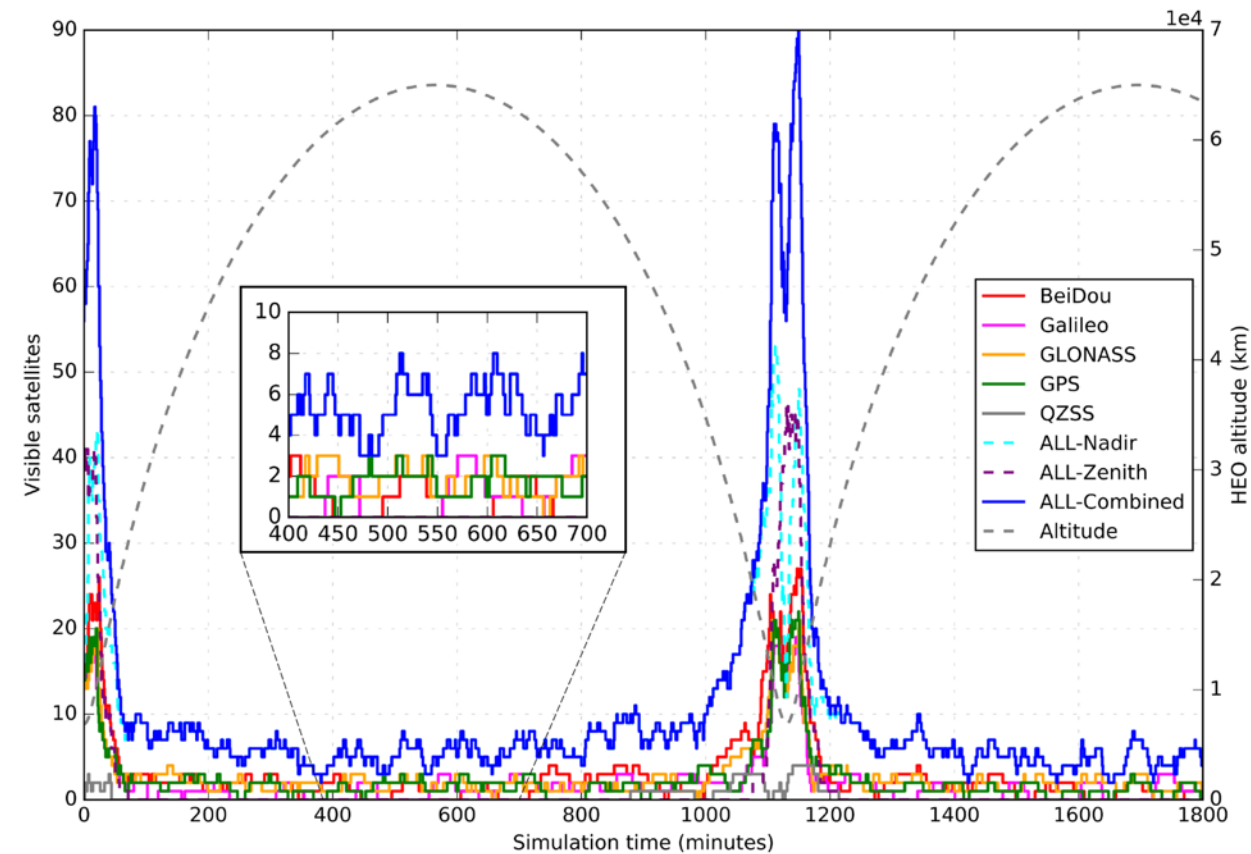 1e4
90
80
70
60
50
40
30
20
10
0
Visible satellites
7
6
5
4
3
2
1
0
HEO altitude (km)
10
8
6
4
2
0
400 450 500 550 600 650 700
BeiDou
Galileo
GLONASS
GPS
QZSS
ALL-Nadir
ALL-Zenith
ALL-Combined
Altitude
0 200 400 600 800 1000 1200 1400 1600 1800
Simulation time (minutes)